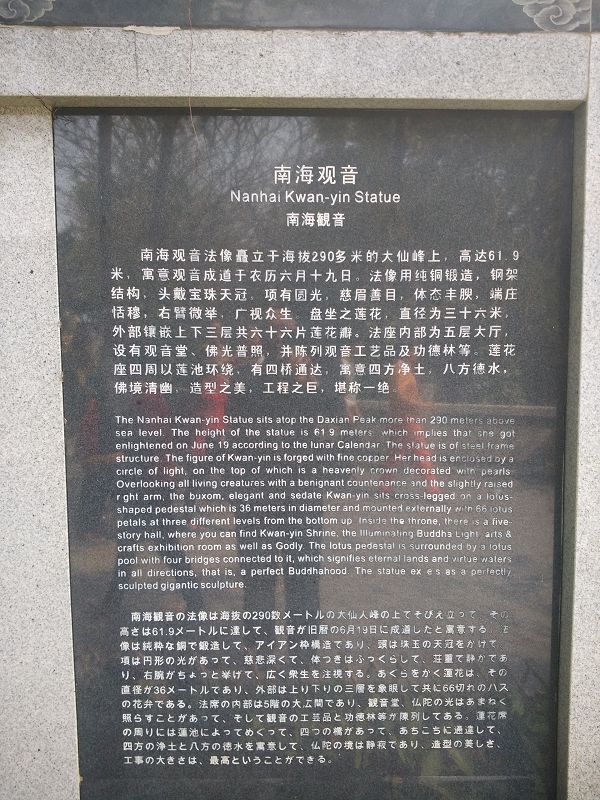 南海观音
Nanhai Kwan-yin Statue
南海観音
南海观音法像矗立于海拔290多米的大仙峰上，高达61.9
米，寓意观音成道于农历六月十九日。法像用纯铜锻造，钢架
结构，头戴宝珠天冠，项有圆光，慈眉善目，体态丰腴，端庄
恬穆，右臂微举，广视众生。盘坐之莲花，直径为三十六米，
外部镶嵌上下三层共六十六片莲花瓣。法座内部为五层大厅，
设有观音堂、佛光普照，并陈列观音工艺品及功德林等。莲花
座四周以莲池环绕，有四桥通达，寓意四方净土，八方德水，
佛境清幽，造型之美，工程之巨，堪称一绝。
The Nanhai Kwan-yin Statue sits atop the Daxian Peak more than 290 meters above
sea level. The height of the statue is 61.9 meters, which implies that she got
enlightened on June 19 according to the lunar Calendar. The statue is of steel frame
structure. The figure of Kwan-yin is forged with fine copper. Her head is enclosed by a
circle of light, on the top of which is a heavenly crown decorated with pearls.
Overlooking all living creatures with a benignant countenance and the slightly raised
right arm, the buxom, elegant and sedate Kwan-yin sits cross-legged on a lotus-
shaped pedestal which is 36 meters in diameter and mounted externally with 66 lotus
petals at three different levels from the bottom up. Inside the throne, there is a five-
story hall, where you can find Kwan-yin Shrine, the Illuminating Buddha Light, arts &
crafts exhibition room as well as Godly. The lotus pedestal is surrounded by a lotus
pool with four bridges connected to it, which signifies eternal lands and virtue waters
in all directions, that is, a perfect Buddhahood. The statue ex e s as a perfectly
sculpted gigantic sculpture.
南海観音の法像は海抜の290数メートルの大仙人峰の上てそびえ立って、その
高さは61.9メートルに達して、観音が旧暦の6月19日に成道したと寓意する。法
像は純粋な銅で鍛造して、アイアン枠構造であり、頭は珠玉の天冠をかけて、
項は円形の光があって、慈悲深くて、体つきはふっくらして、荘重で静かであ
り、右腕がちょっと挙げて、広く衆生を注視する。あくらをかく蓮花は、その
直径が36メートルであり、外部は上り下りの三層を象眼して共に66切れのハス
の花弁である。法席の内部は5階の大広間であり、観音堂、仏陀の光はあまねく
照らすことがあって、そして観音の工芸品と功徳林等が陳列してある。蓮花席
の周りには蓮池によってめくって、四つの橋があって、あちこちに通達して、
四方の浄土と八方の徳水を寓意して、仏陀の境は静寂であり、造型の美しさ、
工事の大きさは、最高ということができる。